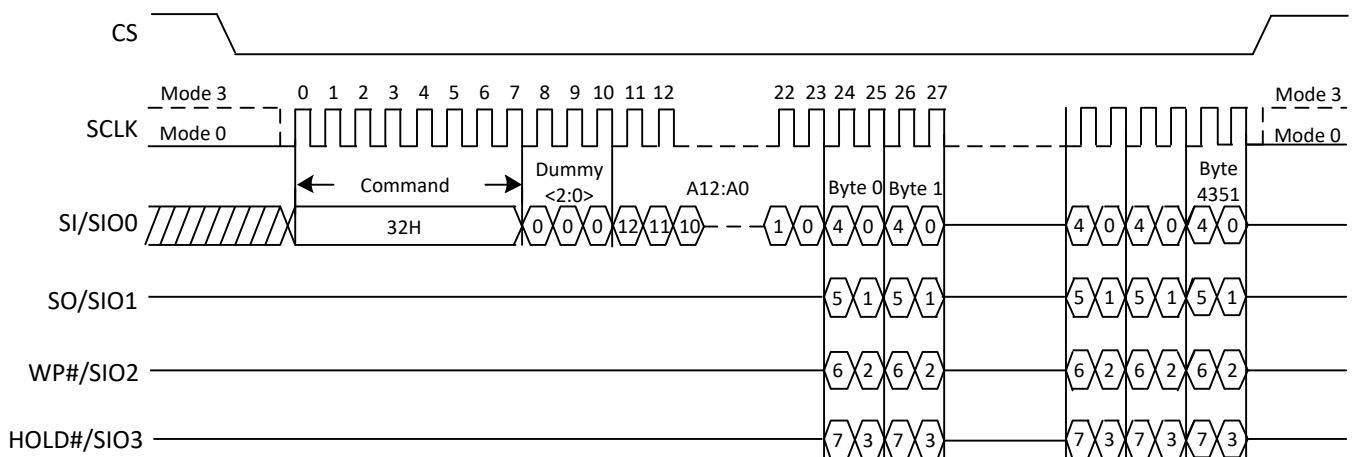 CS
Mode 3 0 1 2 3 4 5 6 7 8 9 10 11 12 22 23 24 25 26 27 Mode 3
SCLK
Mode 0 Mode 0
Command Dummy <2:0> A12:A0 Byte 0 Byte 1 Byte 4351
SI/SIO0 32H 0 0 0 12 11 10 1 0 4 0 4 0 4 0 4 0 4 0
SO/SIO1 5 1 5 1 5 1 5 1 5 1
WP#/SIO2 6 2 6 2 6 2 6 2 6 2
HOLD#/SIO3 7 3 7 3 7 3 7 3 7 3